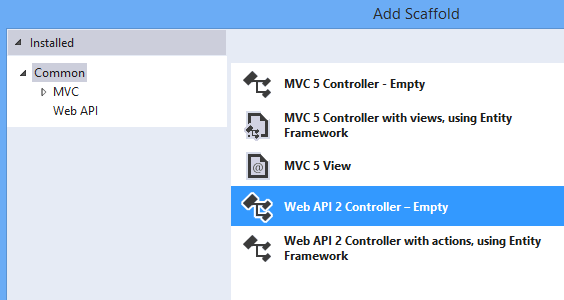 Add Scaffold
Installed
Common
MVC
Web API
MVC 5 Controller - Empty
MVC 5 Controller with views, using Entity
Framework
MVC 5 View
Web API 2 Controller – Empty
Web API 2 Controller with actions, using Entity
Framework